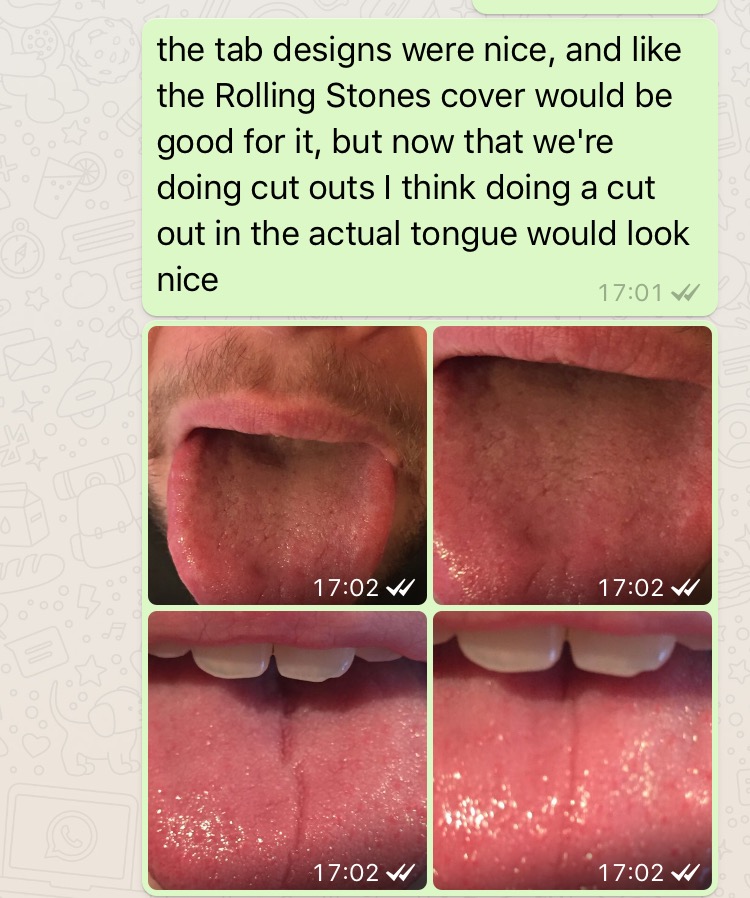 the tab designs were nice, and like
the Rolling Stones cover would be
good for it, but now that we're
doing cut outs I think doing a cut
out in the actual tongue would look
nice
17:01
17:02
17:02
17:02
17:02